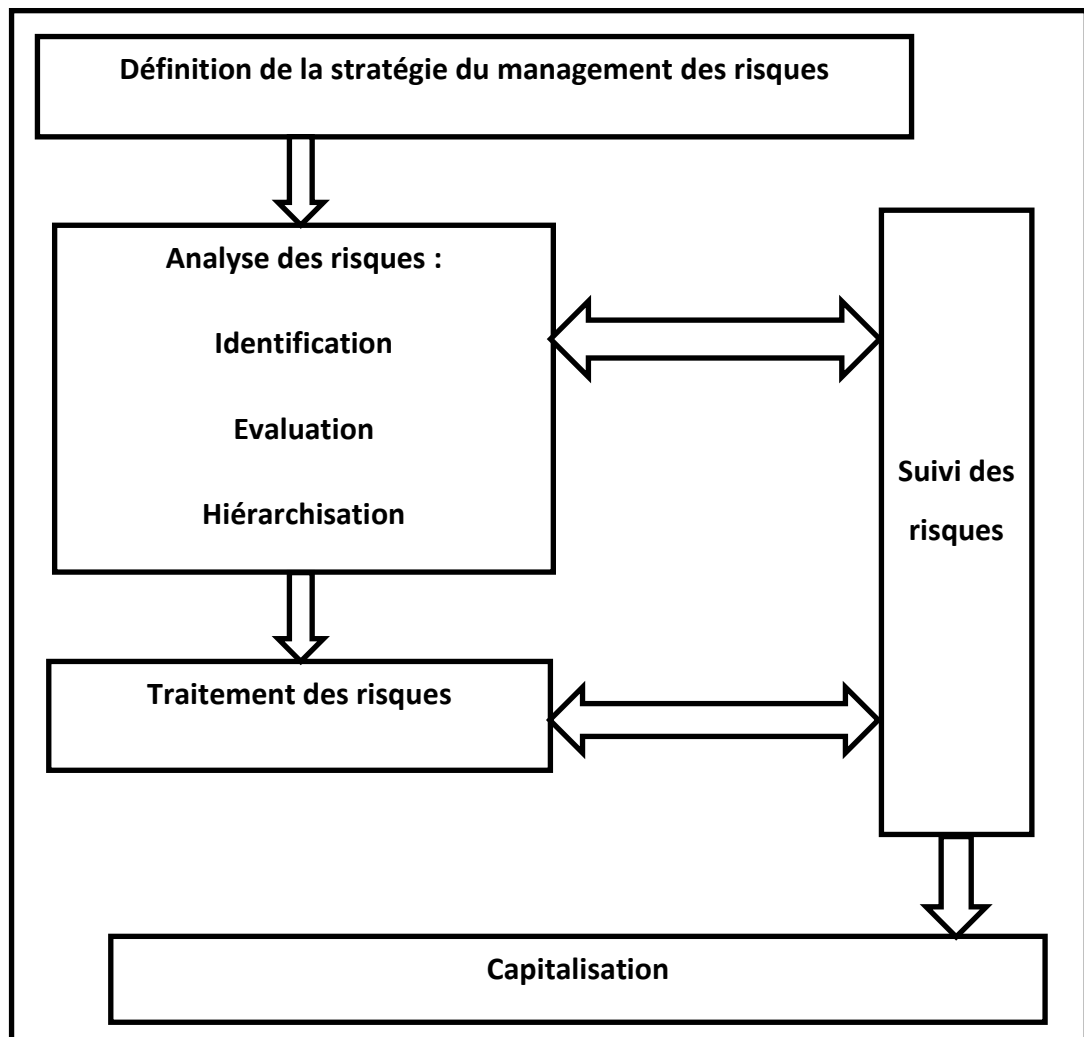 Définition de la stratégie du management des risques
Analyse des risques :
Identification
Evaluation
Hiérarchisation
Suivi des
risques
Traitement des risques
Capitalisation